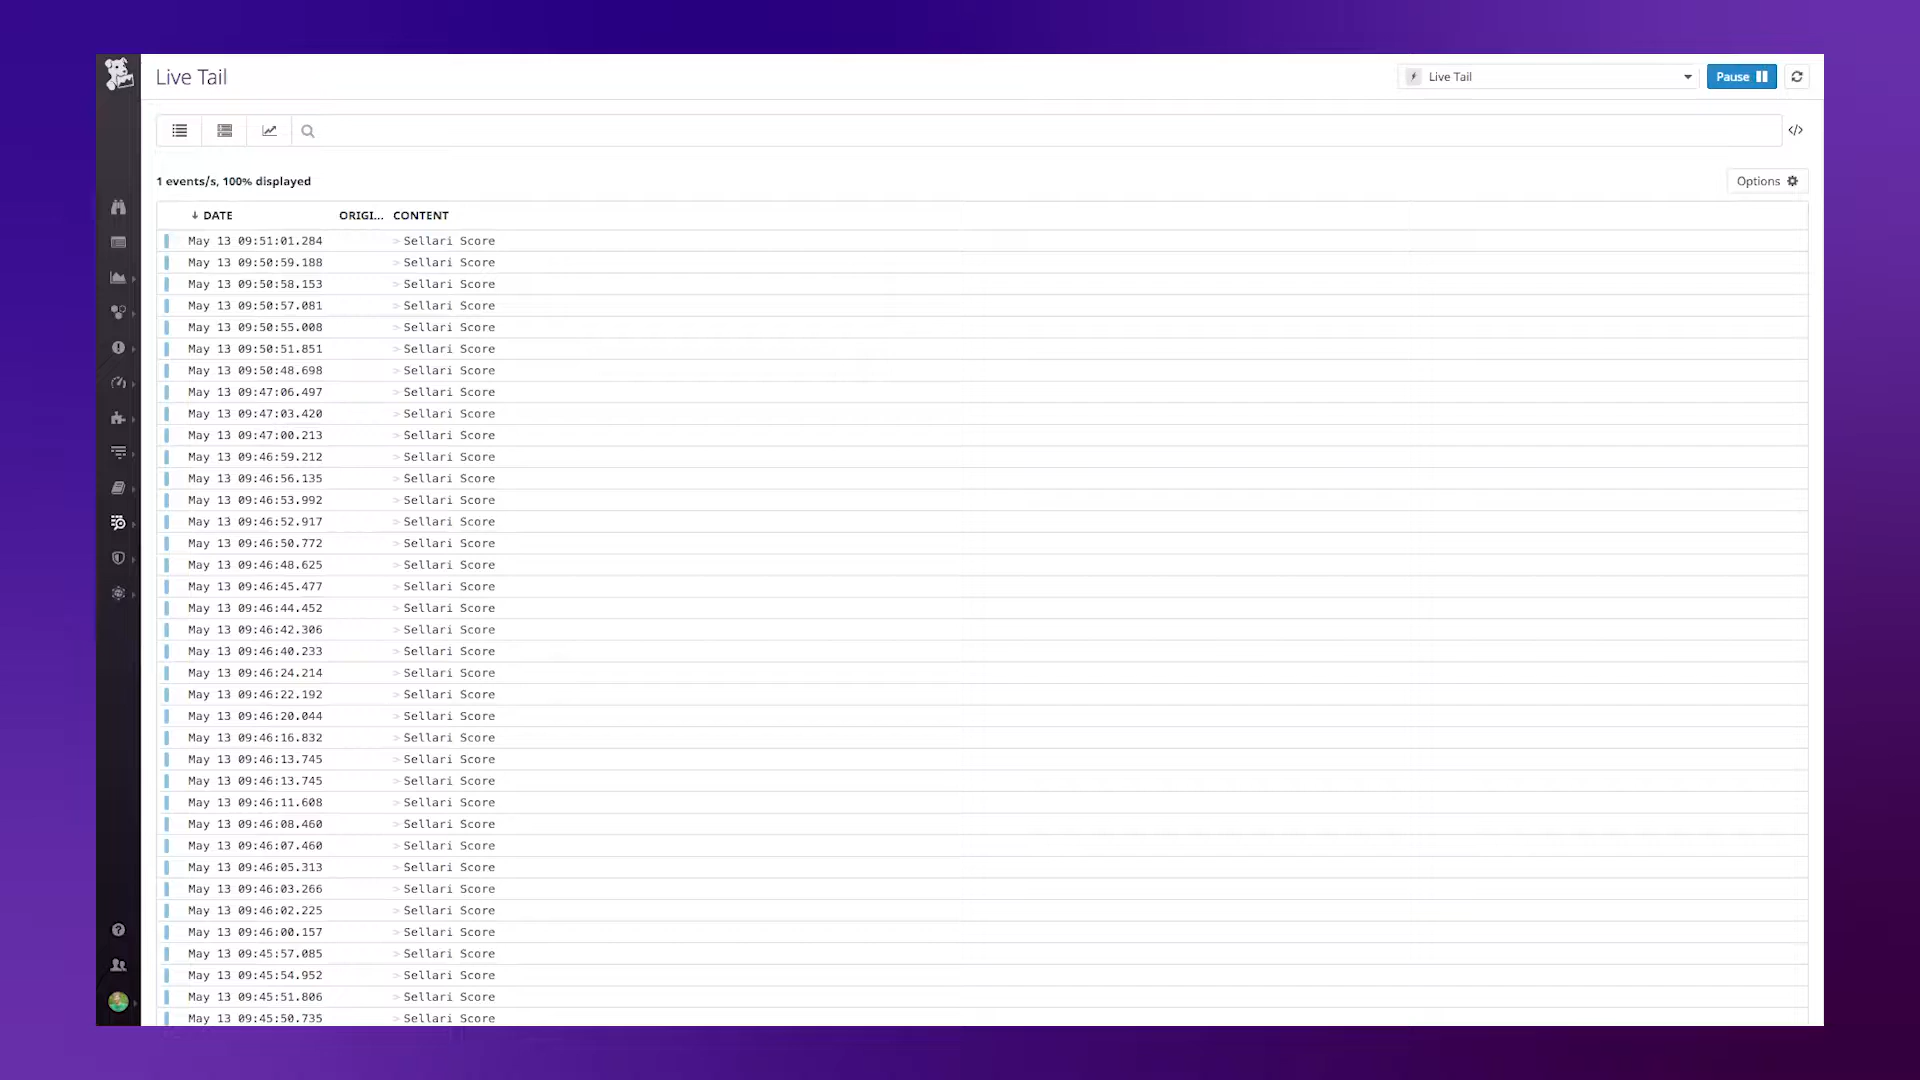 Live Tail
Live Tail
Pause
</>
1 events/s, 100% displayed
Options
↓ DATE ORIGI... CONTENT
May 13 09:51:01.284 > Sellari Score
May 13 09:50:59.188 > Sellari Score
May 13 09:50:58.153 > Sellari Score
May 13 09:50:57.081 > Sellari Score
May 13 09:50:55.008 > Sellari Score
May 13 09:50:51.851 > Sellari Score
May 13 09:50:48.698 > Sellari Score
May 13 09:47:06.497 > Sellari Score
May 13 09:47:03.420 > Sellari Score
May 13 09:47:00.213 > Sellari Score
May 13 09:46:59.212 > Sellari Score
May 13 09:46:56.135 > Sellari Score
May 13 09:46:53.992 > Sellari Score
May 13 09:46:52.917 > Sellari Score
May 13 09:46:50.772 > Sellari Score
May 13 09:46:48.625 > Sellari Score
May 13 09:46:45.477 > Sellari Score
May 13 09:46:44.452 > Sellari Score
May 13 09:46:42.306 > Sellari Score
May 13 09:46:40.233 > Sellari Score
May 13 09:46:24.214 > Sellari Score
May 13 09:46:22.192 > Sellari Score
May 13 09:46:20.044 > Sellari Score
May 13 09:46:16.832 > Sellari Score
May 13 09:46:13.745 > Sellari Score
May 13 09:46:13.745 > Sellari Score
May 13 09:46:11.608 > Sellari Score
May 13 09:46:08.460 > Sellari Score
May 13 09:46:07.460 > Sellari Score
May 13 09:46:05.313 > Sellari Score
May 13 09:46:03.266 > Sellari Score
May 13 09:46:02.225 > Sellari Score
May 13 09:46:00.157 > Sellari Score
May 13 09:45:57.085 > Sellari Score
May 13 09:45:54.952 > Sellari Score
May 13 09:45:51.806 > Sellari Score
May 13 09:45:50.735 > Sellari Score